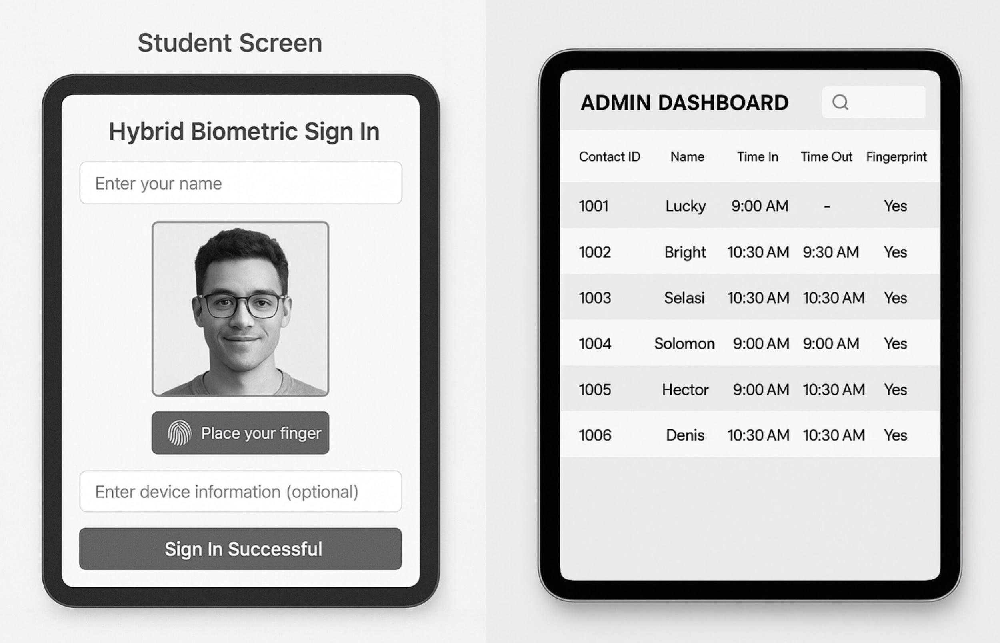 Student Screen
Hybrid Biometric Sign In
Enter your name
Place your finger
Enter device information (optional)
Sign In Successful
ADMIN DASHBOARD
Contact ID Name Time In Time Out Fingerprint
1001 Lucky 9:00 AM - Yes
1002 Bright 10:30 AM 9:30 AM Yes
1003 Selasi 10:30 AM 10:30 AM Yes
1004 Solomon 9:00 AM 9:00 AM Yes
1005 Hector 9:00 AM 10:30 AM Yes
1006 Denis 10:30 AM 10:30 AM Yes